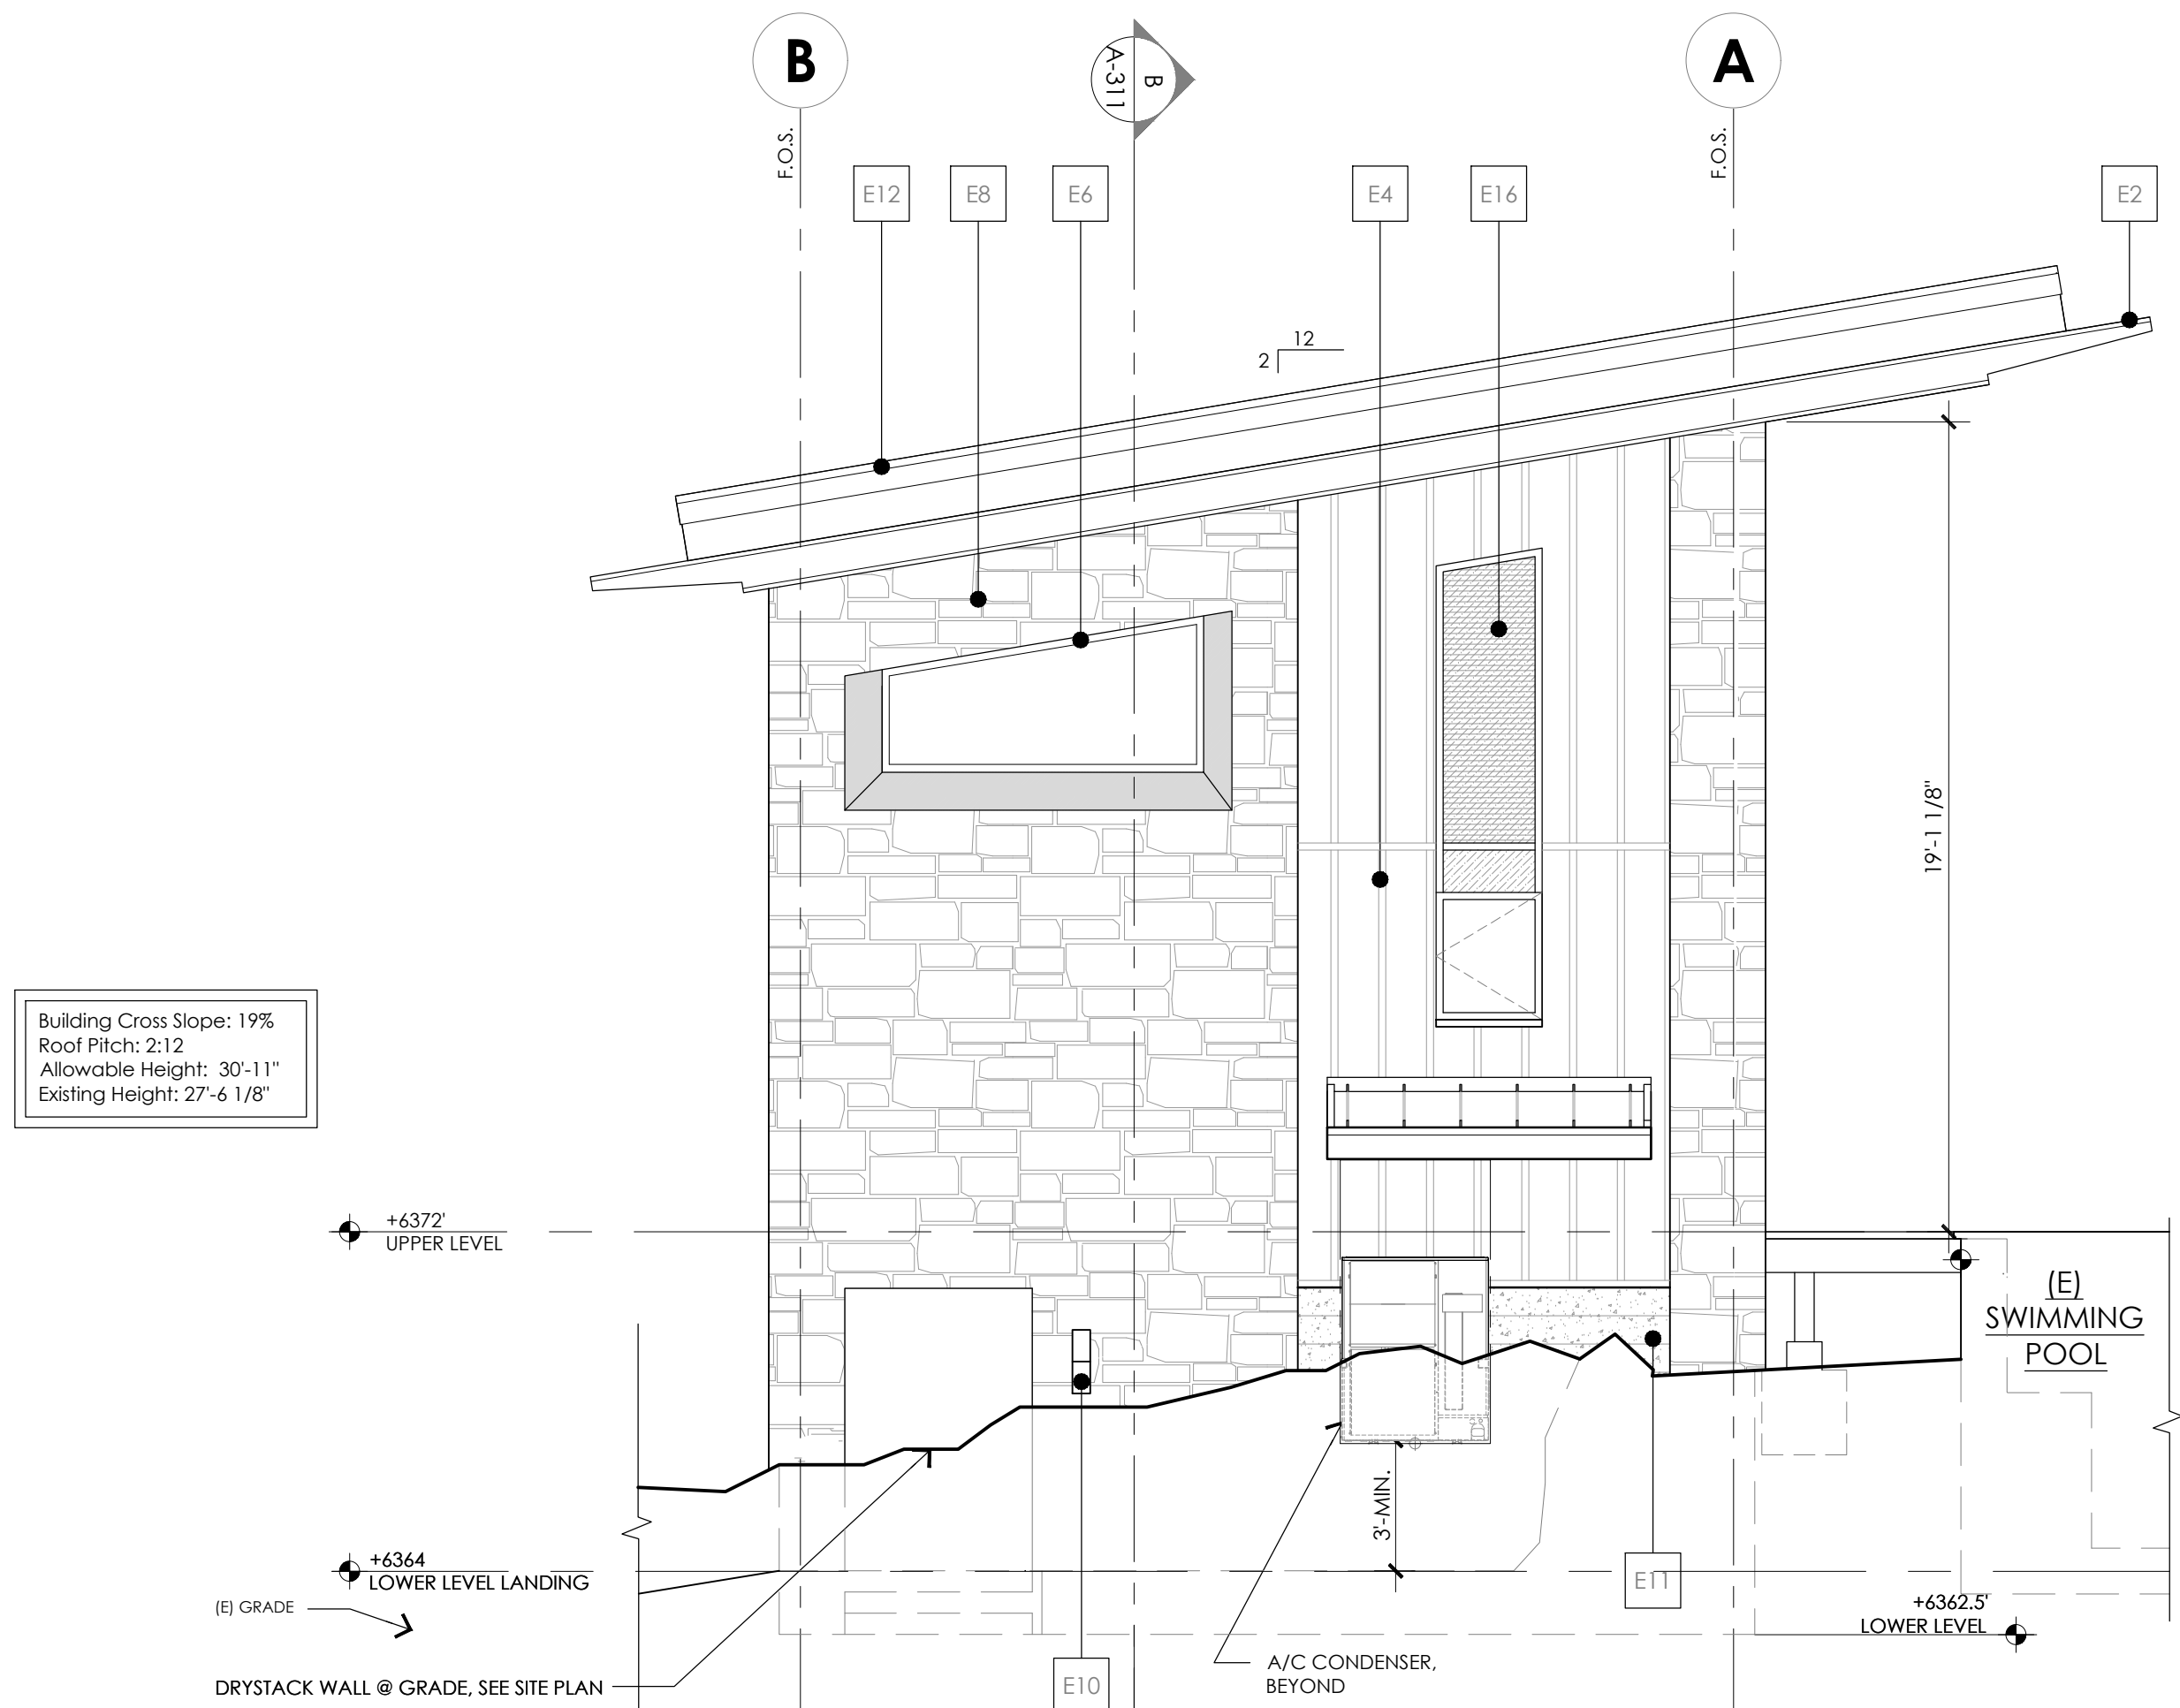 B
A
B
A-311
F.O.S.
F.O.S.
E12
E8
E6
E4
E16
E2
12
2
19'-1 1/8"
Building Cross Slope: 19%
Roof Pitch: 2:12
Allowable Height: 30'-11"
Existing Height: 27'-6 1/8"
+6372'
UPPER LEVEL
(E)
SWIMMING
POOL
3'-MIN.
+6364
LOWER LEVEL LANDING
(E) GRADE
E11
+6362.5'
LOWER LEVEL
DRYSTACK WALL @ GRADE, SEE SITE PLAN
E10
A/C CONDENSER,
BEYOND